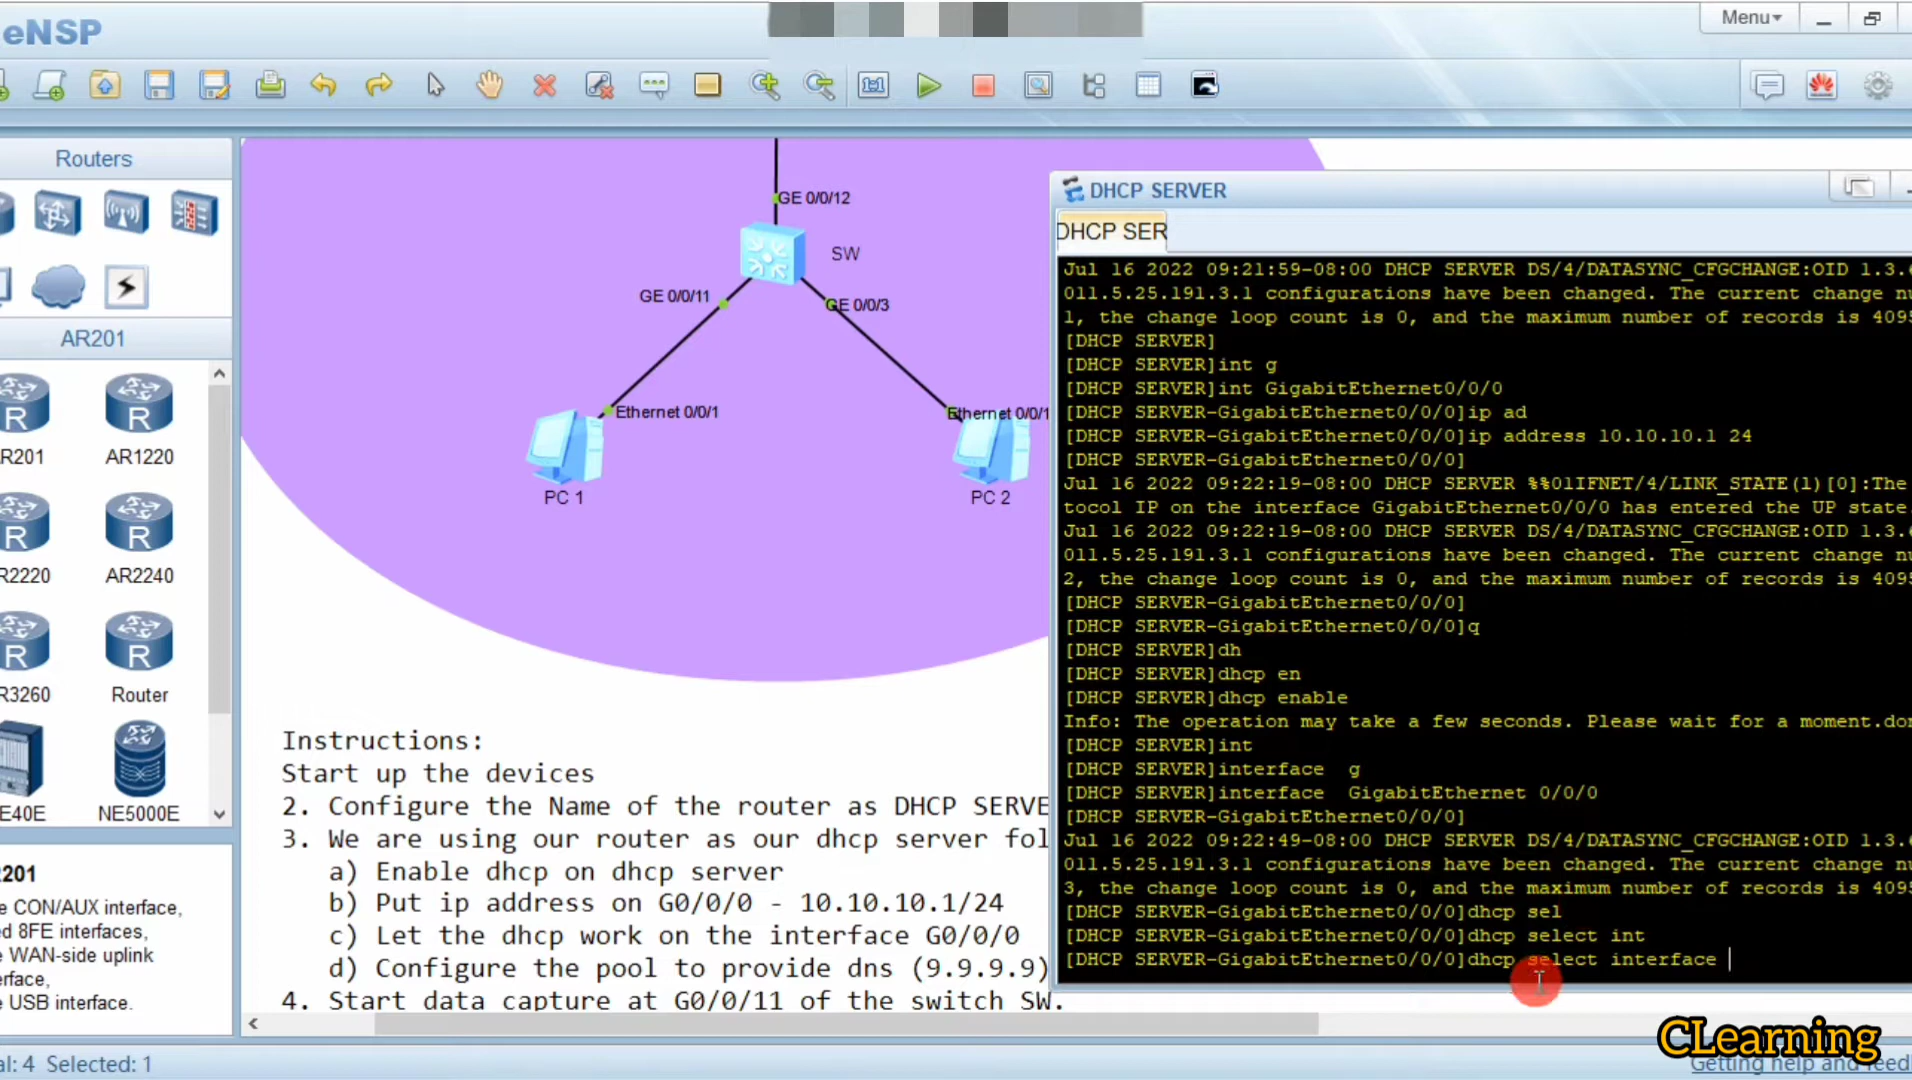 eNSP
Menu
Routers
AR201
R201
AR1220
R2220
AR2240
R3260
Router
E40E
NE5000E
201
e CON/AUX interface,
ed 8FE interfaces,
e WAN-side uplink
erface,
e USB interface.
al: 4 Selected: 1
GE 0/0/12
SW
GE 0/0/11
GE 0/0/3
Ethernet 0/0/1
Ethernet 0/0/1
PC 1
PC 2
Instructions:
Start up the devices
2. Configure the Name of the router as DHCP SERVE
3. We are using our router as our dhcp server fol
a) Enable dhcp on dhcp server
b) Put ip address on G0/0/0 - 10.10.10.1/24
c) Let the dhcp work on the interface G0/0/0
d) Configure the pool to provide dns (9.9.9.9)
4. Start data capture at G0/0/11 of the switch SW.
DHCP SERVER
DHCP SER
Jul 16 2022 09:21:59-08:00 DHCP SERVER DS/4/DATASYNC_CFGCHANGE:OID 1.3.6
011.5.25.191.3.1 configurations have been changed. The current change nu
1, the change loop count is 0, and the maximum number of records is 4095
[DHCP SERVER]
[DHCP SERVER]int g
[DHCP SERVER]int GigabitEthernet0/0/0
[DHCP SERVER-GigabitEthernet0/0/0]ip ad
[DHCP SERVER-GigabitEthernet0/0/0]ip address 10.10.10.1 24
[DHCP SERVER-GigabitEthernet0/0/0]
Jul 16 2022 09:22:19-08:00 DHCP SERVER %%01IFNET/4/LINK_STATE(l)[0]:The
tocol IP on the interface GigabitEthernet0/0/0 has entered the UP state.
Jul 16 2022 09:22:19-08:00 DHCP SERVER DS/4/DATASYNC_CFGCHANGE:OID 1.3.6
011.5.25.191.3.1 configurations have been changed. The current change nu
2, the change loop count is 0, and the maximum number of records is 4095
[DHCP SERVER-GigabitEthernet0/0/0]
[DHCP SERVER-GigabitEthernet0/0/0]q
[DHCP SERVER]dh
[DHCP SERVER]dhcp en
[DHCP SERVER]dhcp enable
Info: The operation may take a few seconds. Please wait for a moment.don
[DHCP SERVER]int
[DHCP SERVER]interface  g
[DHCP SERVER]interface  GigabitEthernet 0/0/0
[DHCP SERVER-GigabitEthernet0/0/0]
Jul 16 2022 09:22:49-08:00 DHCP SERVER DS/4/DATASYNC_CFGCHANGE:OID 1.3.6
011.5.25.191.3.1 configurations have been changed. The current change nu
3, the change loop count is 0, and the maximum number of records is 4095
[DHCP SERVER-GigabitEthernet0/0/0]dhcp sel
[DHCP SERVER-GigabitEthernet0/0/0]dhcp select int
[DHCP SERVER-GigabitEthernet0/0/0]dhcp select interface
CLearning
Getting help and feed